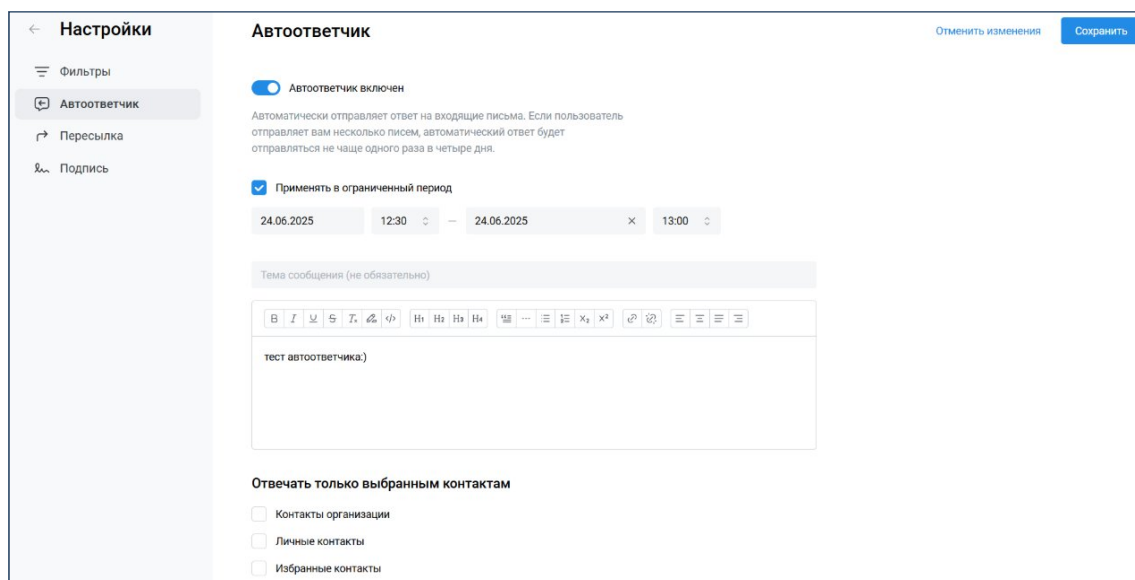 Настройки
Фильтры
Автоответчик
Пересылка
Подпись
Автоответчик
Отменить изменения
Сохранить
Автоответчик включен
Автоматически отправляет ответ на входящие письма. Если пользователь
отправляет вам несколько писем, автоматический ответ будет
отправляться не чаще одного раза в четыре дня.
Применять в ограниченный период
24.06.2025 12:30 — 24.06.2025 13:00
Тема сообщения (не обязательно)
B I U S T H1 H2 H3 H4 X2 X²
тест автоответчика:)
Отвечать только выбранным контактам
Контакты организации
Личные контакты
Избранные контакты